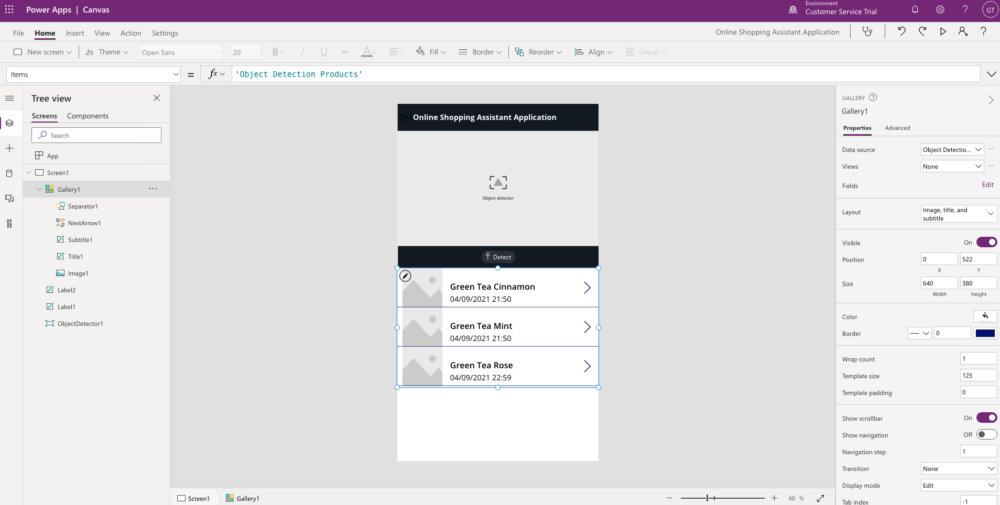 Power Apps | Canvas
Environment
Customer Service Trial
GT
File Home Insert View Action Settings
Online Shopping Assistant Application
New screen Theme Open Sans 20 B I U abc A Fill Border Reorder Align Group
Items = fx 'Object Detection Products'
Tree view
Screens Components
Search
App
Screen1
Gallery1
Separator1
NextArrow1
Subtitle1
Title1
Image1
Label2
Label1
ObjectDetector1
Online Shopping Assistant Application
Object detector
Detect
Green Tea Cinnamon
04/09/2021 21:50
Green Tea Mint
04/09/2021 21:50
Green Tea Rose
04/09/2021 22:59
Screen1 Gallery1
60 %
GALLERY
Gallery1
Properties Advanced
Data source Object Detectio...
Views None
Fields Edit
Layout Image, title, and
subtitle
Visible On
Position 0 522
X Y
Size 640 380
Width Height
Color
Border 0
Wrap count 1
Template size 125
Template padding 0
Show scrollbar On
Show navigation Off
Navigation step 1
Transition None
Display mode Edit
Tab index -1